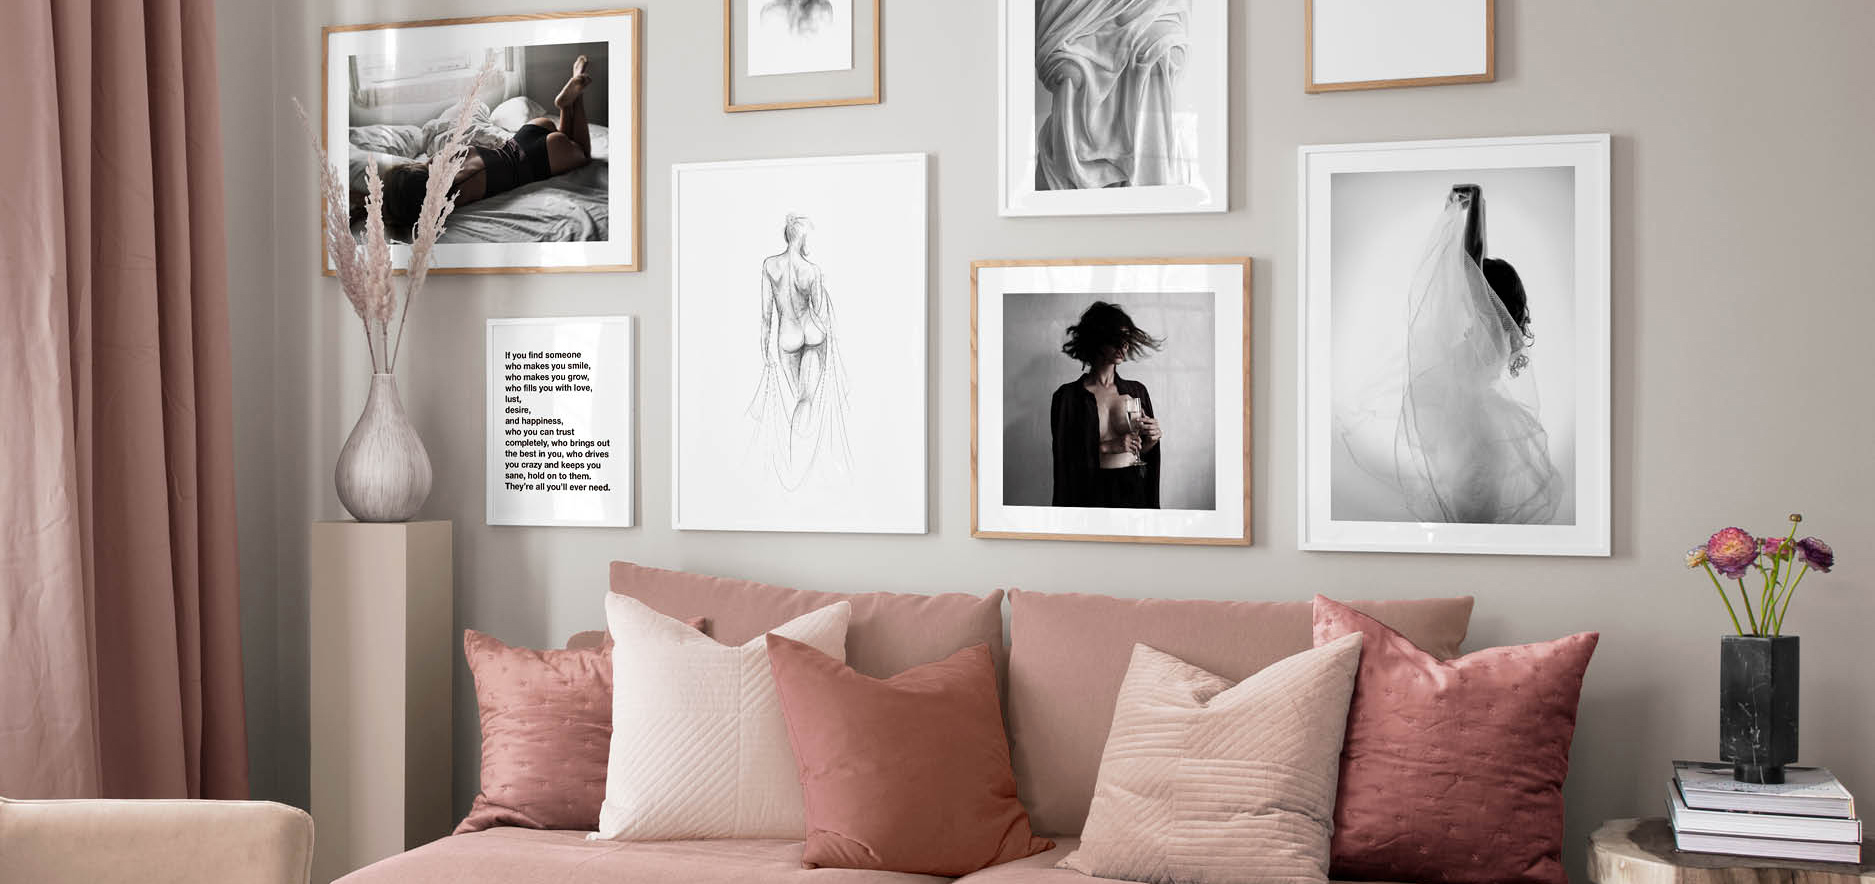 If you find someone
who makes you smile,
who makes you grow,
who fills you with love,
lust,
desire,
and happiness,
who you can trust
completely, who brings out
the best in you, who drives
you crazy and keeps you
sane, hold on to them.
They're all you'll ever need.